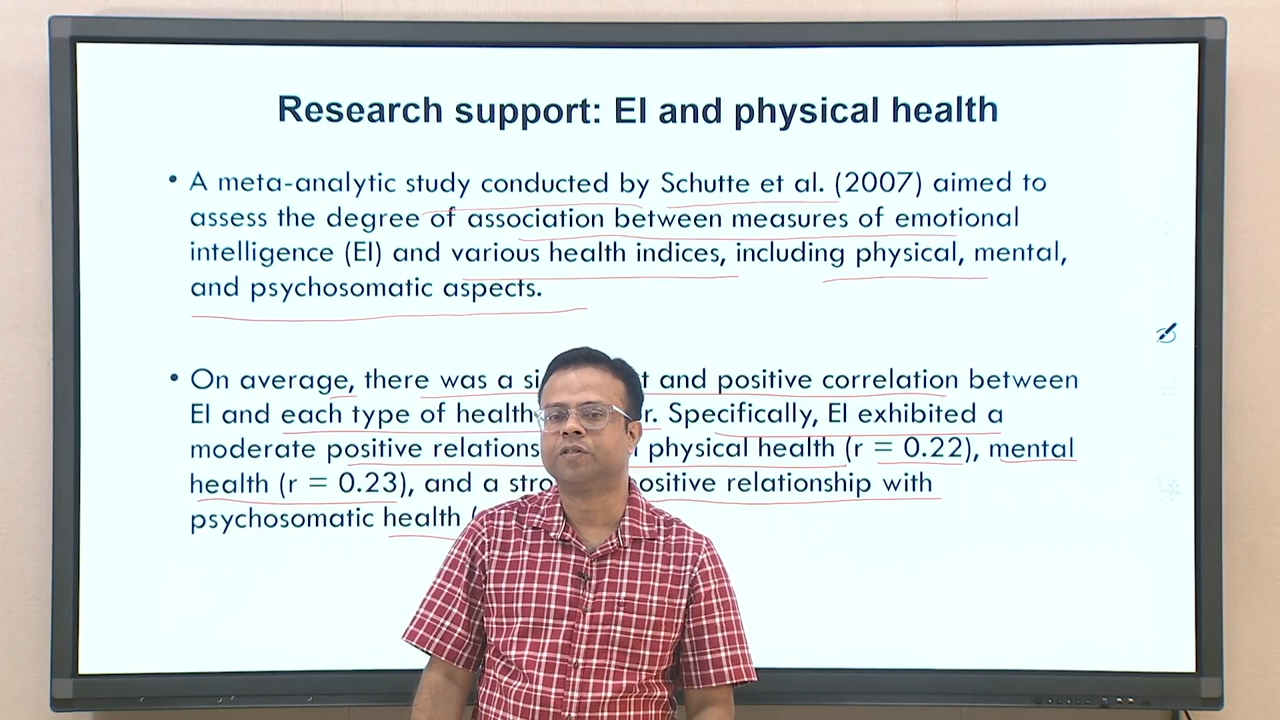 Research support: EI and physical health
• A meta-analytic study conducted by Schutte et al. (2007) aimed to
assess the degree of association between measures of emotional
intelligence (EI) and various health indices, including physical, mental,
and psychosomatic aspects.
• On average, there was a and positive correlation between
EI and each type of health Specifically, EI exhibited a
moderate positive physical health (r = 0.22), mental
health (r = 0.23), and a positive relationship with
psychosomatic health (